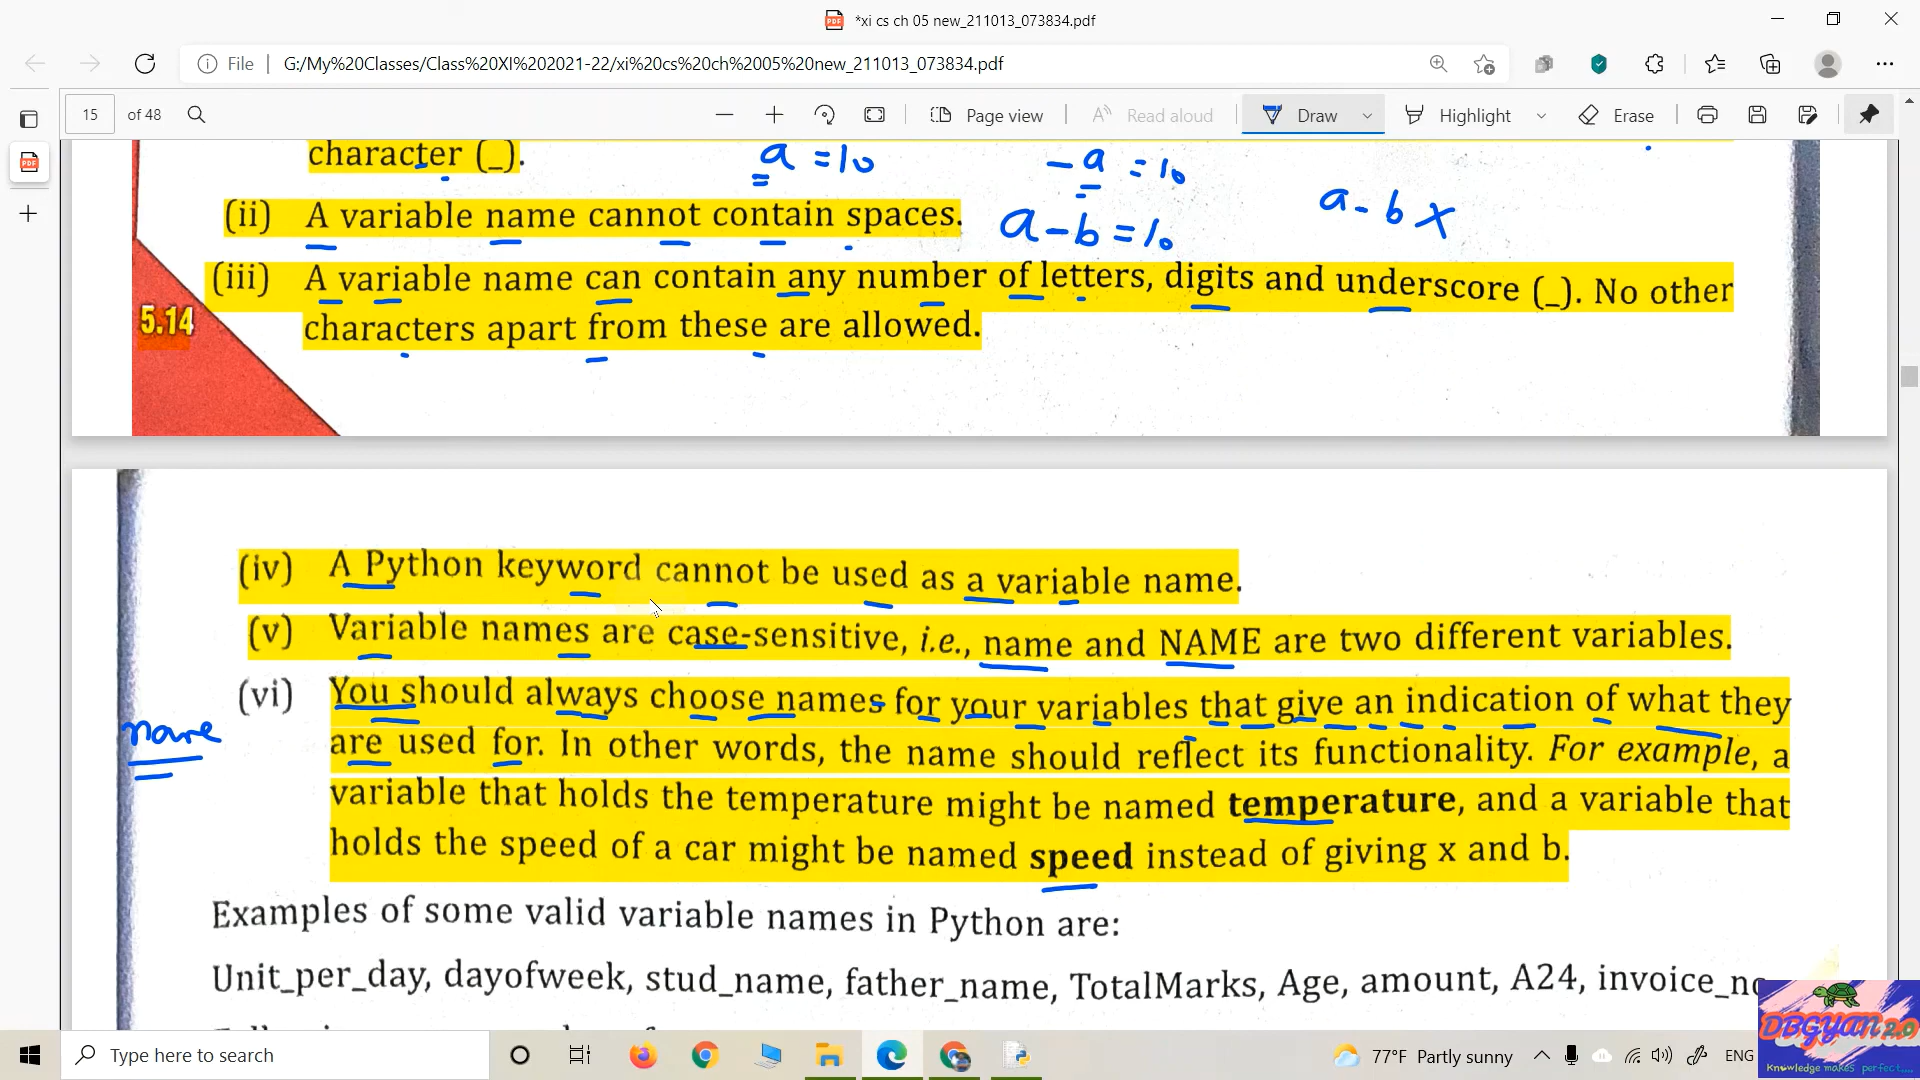 *xi cs ch 05 new_211013_073834.pdf
File G:/My%20Classes/Class%20XI%202021-22/xi%20cs%20ch%2005%20new_211013_073834.pdf
15 of 48 Page view Read aloud Draw Highlight Erase
character (_). a = 10 _a = 10
(ii) A variable name cannot contain spaces. a_b = 10 a-b X
(iii) A variable name can contain any number of letters, digits and underscore (_). No other
5.14 characters apart from these are allowed.
(iv) A Python keyword cannot be used as a variable name.
(v) Variable names are case-sensitive, i.e., name and NAME are two different variables.
(vi) You should always choose names for your variables that give an indication of what they
name
are used for. In other words, the name should reflect its functionality. For example, a
variable that holds the temperature might be named temperature, and a variable that
holds the speed of a car might be named speed instead of giving x and b.
Examples of some valid variable names in Python are:
Unit_per_day, dayofweek, stud_name, father_name, TotalMarks, Age, amount, A24, invoice_no
DBGYAN 2.0
Knowledge makes perfect....
Type here to search 77°F Partly sunny ENG